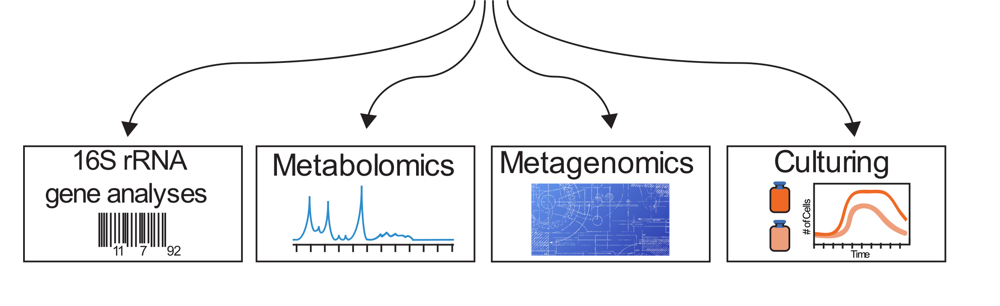 16S rRNA
gene analyses
11 7 92
Metabolomics
Metagenomics
Culturing
# of Cells
Time